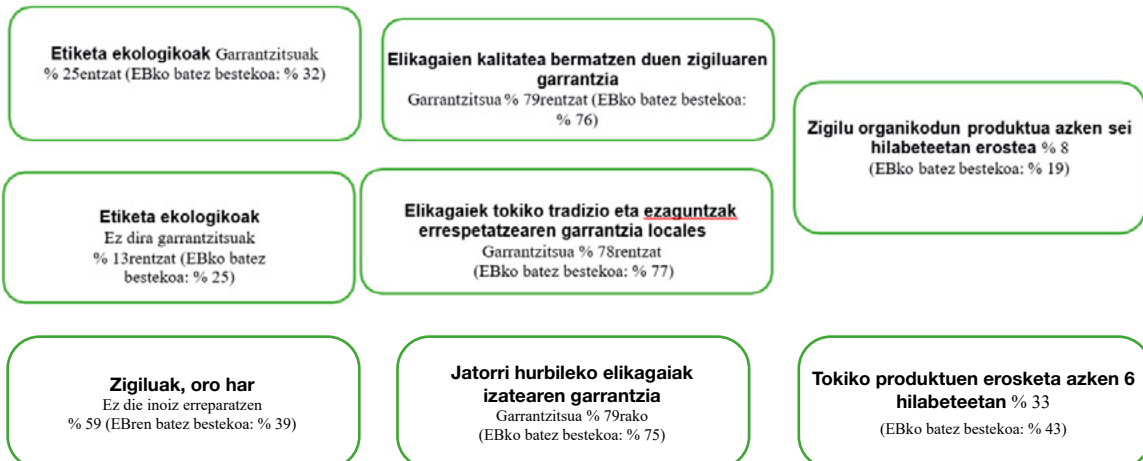 Etiketa ekologikoak Garrantzitsuak
% 25entzat (EBko batez bestekoa: % 32)
Elikagaien kalitatea bermatzen duen zigiluaren
garrantzia
Garrantzitsua % 79rentzat (EBko batez bestekoa:
% 76)
Zigilu organikodun produktua azken sei
hilabeteetan erostea % 8
(EBko batez bestekoa: % 19)
Etiketa ekologikoak
Ez dira garrantzitsuak
% 13rentzat (EBko batez
bestekoa: % 25)
Elikagaiek tokiko tradizio eta ezaguntzak
errespetatzearen garrantzia locales
Garrantzitsua % 78rentzat
(EBko batez bestekoa: % 77)
Zigiluak, oro har
Ez die inoiz erreparatzen
% 59 (EBren batez bestekoa: % 39)
Jatorri hurbileko elikagaiak
izatearen garrantzia
Garrantzitsua % 79rako
(EBko batez bestekoa: % 75)
Tokiko produktuen erosketa azken 6
hilabeteetan % 33
(EBko batez bestekoa: % 43)